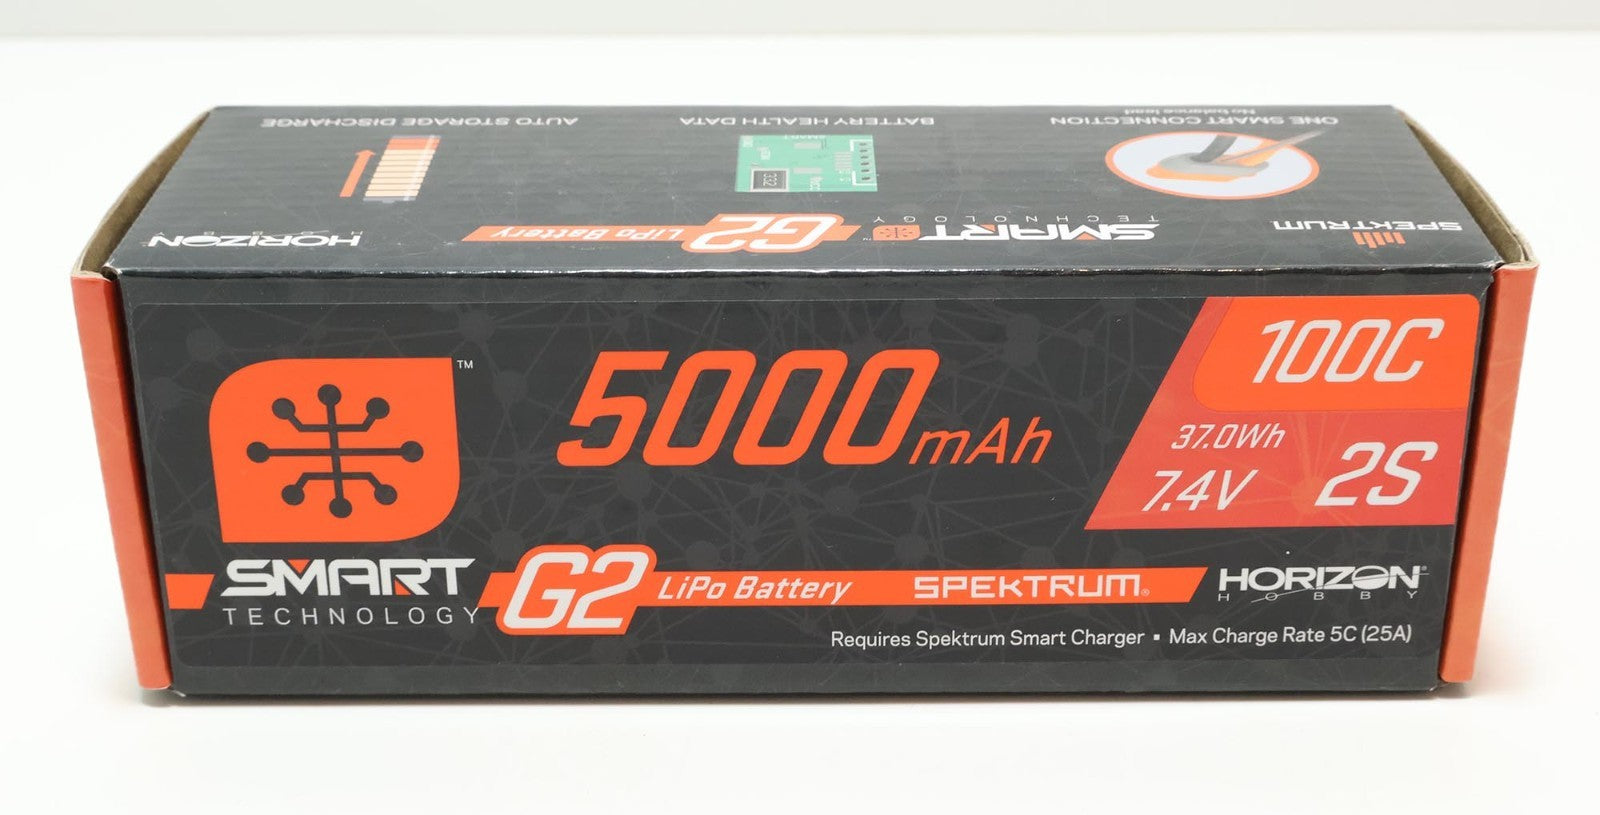 ONE SMART CONNECTION
No balance lead
BATTERY HEALTH DATA
AUTO STORAGE DISCHARGE
SPEKTRUM
SMART
TECHNOLOGY
G2 LiPo Battery
HORIZON
HOBBY
5000mAh
100C
37.0Wh
7.4V
2S
™
SMART
TECHNOLOGY
G2 LiPo Battery
SPEKTRUM®
HORIZON®
HOBBY
Requires Spektrum Smart Charger ▪ Max Charge Rate 5C (25A)